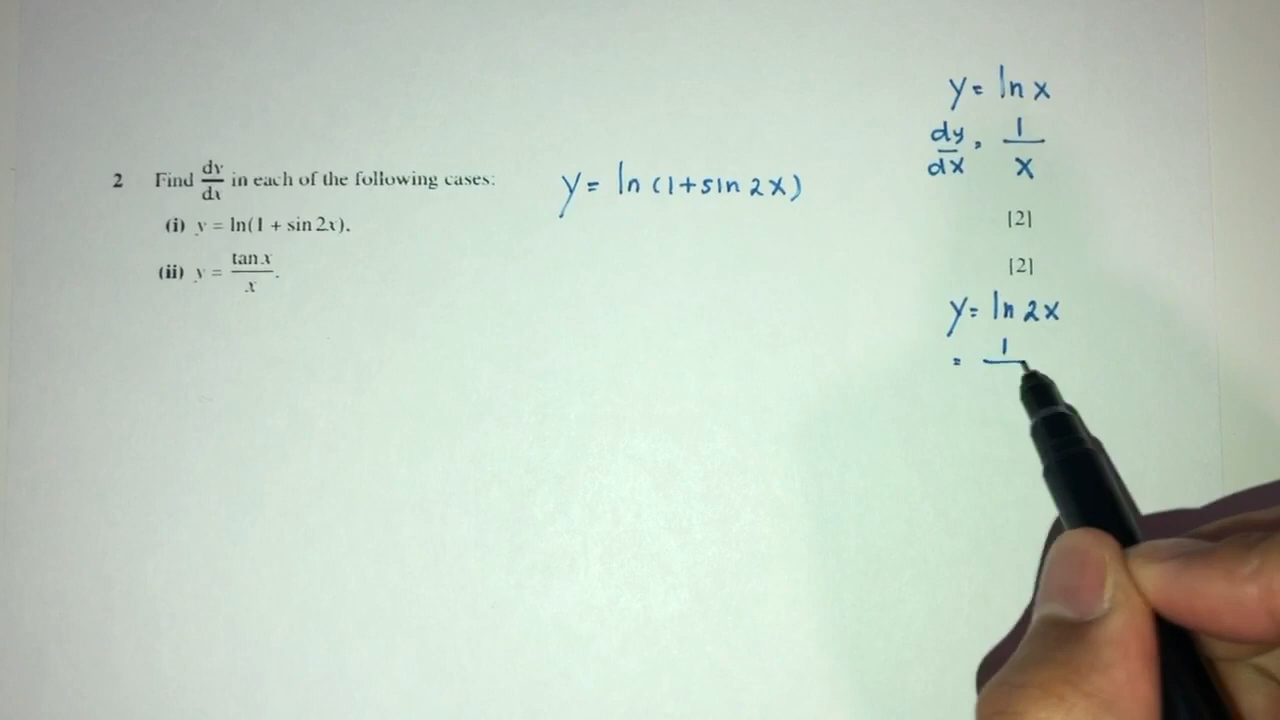 2 Find dy/dx in each of the following cases:
(i) y = ln(1 + sin 2x). [2]
(ii) y = tan x / x. [2]
y = ln (1+sin 2x)
y = ln x
dy/dx = 1/x
y = ln 2x
= 1